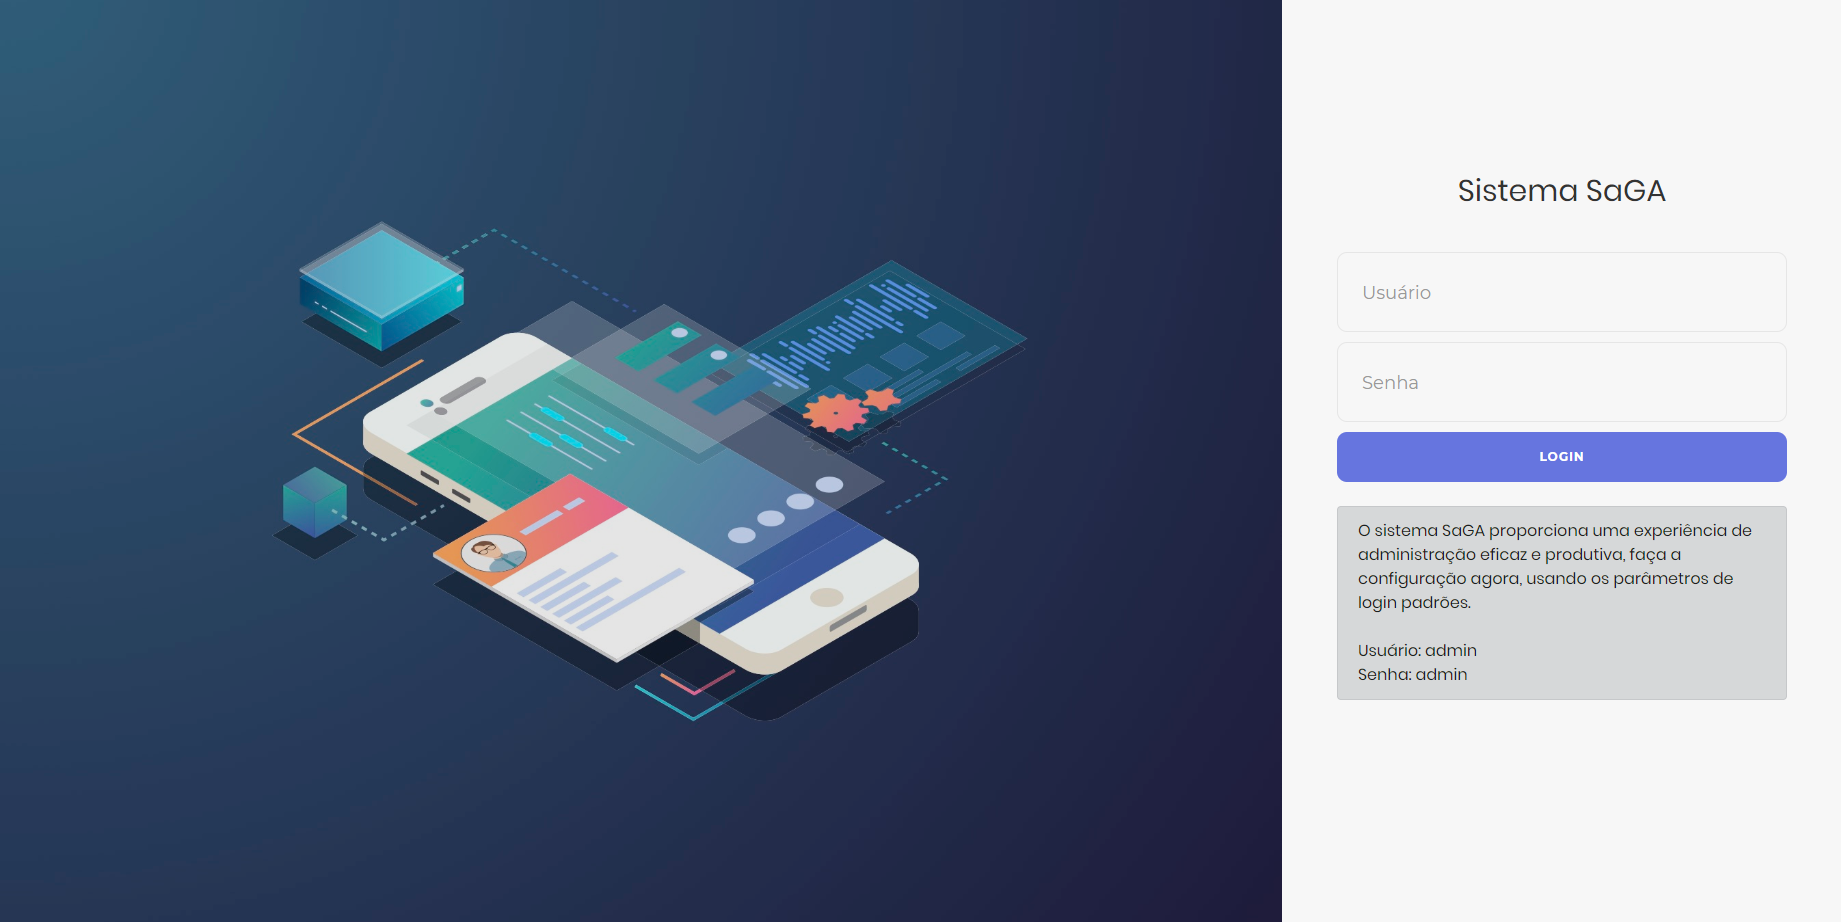 Sistema SaGA
Usuário
Senha
LOGIN
O sistema SaGA proporciona uma experiência de
administração eficaz e produtiva, faça a
configuração agora, usando os parâmetros de
login padrões.
Usuário: admin
Senha: admin